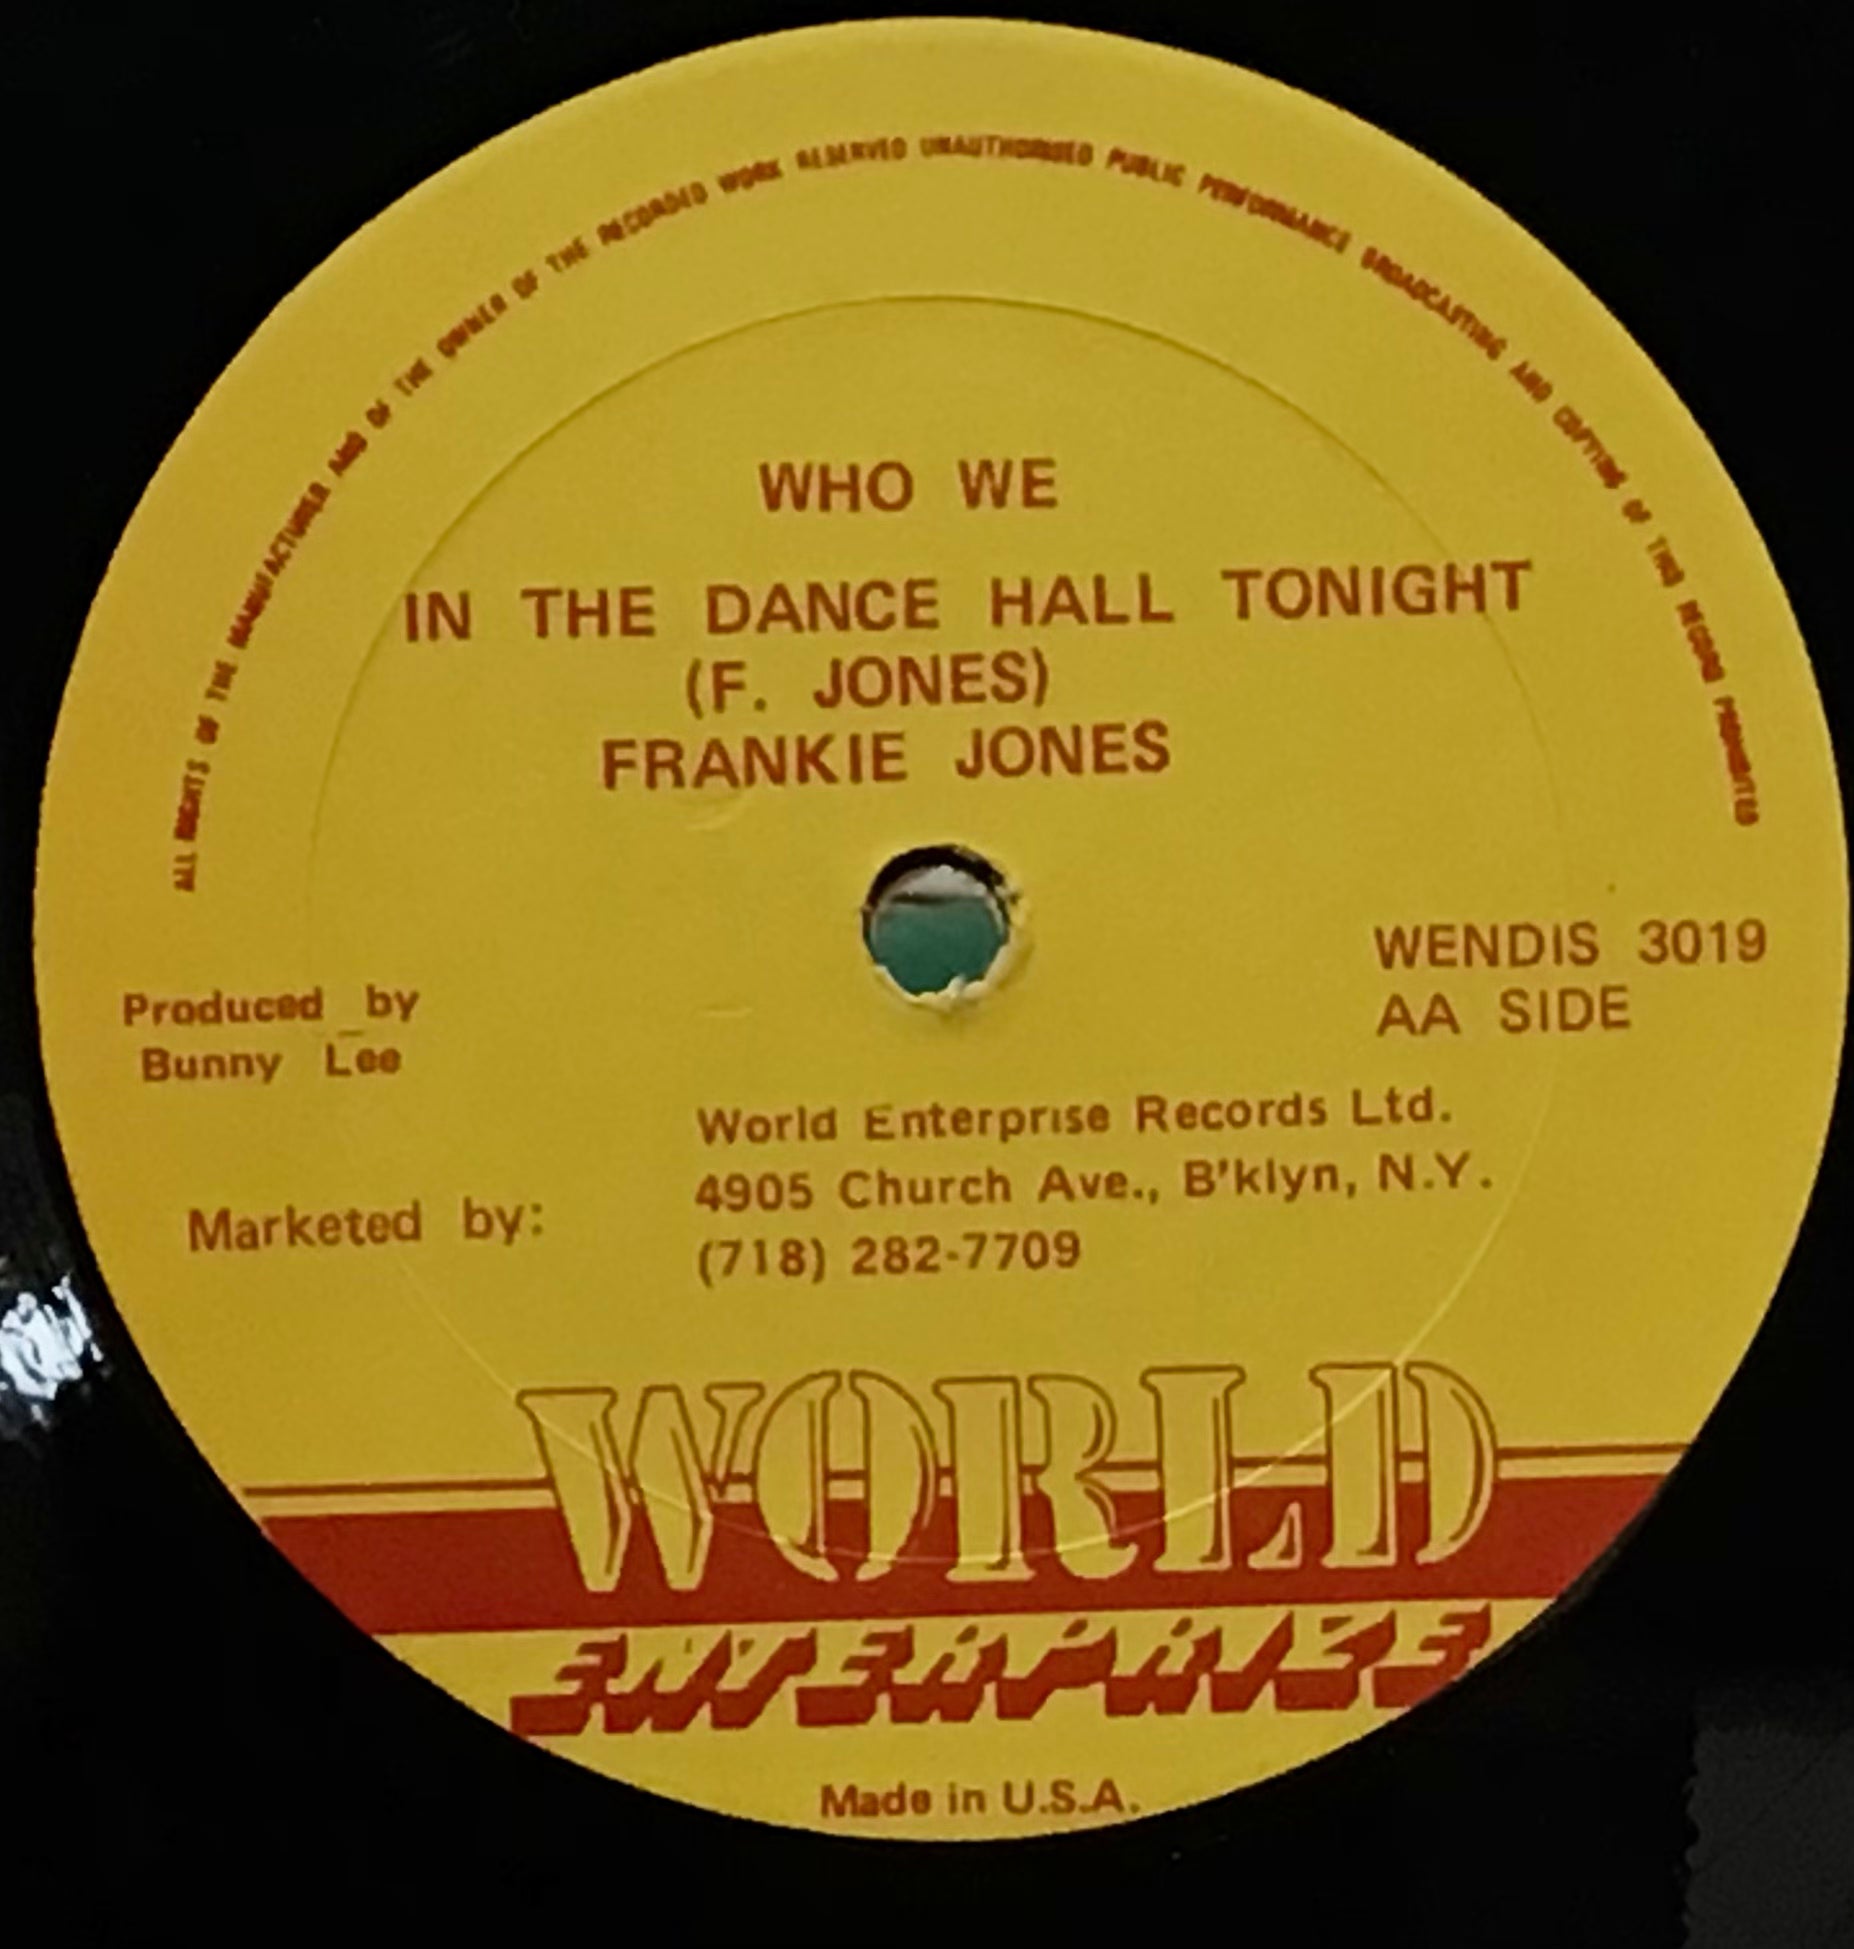 ALL RIGHTS OF THE MANUFACTURER AND OF THE OWNER OF THE RECORDED WORK RESERVED UNAUTHORISED PUBLIC PERFORMANCE BROADCASTING AND COPYING OF THIS RECORD PROHIBITED
WHO WE
IN THE DANCE HALL TONIGHT
(F. JONES)
FRANKIE JONES
WENDIS 3019
AA SIDE
Produced by
Bunny Lee
Marketed by:
World Enterprise Records Ltd.
4905 Church Ave., B'klyn, N.Y.
(718) 282-7709
WORLD
ENTERPRISE
Made in U.S.A.